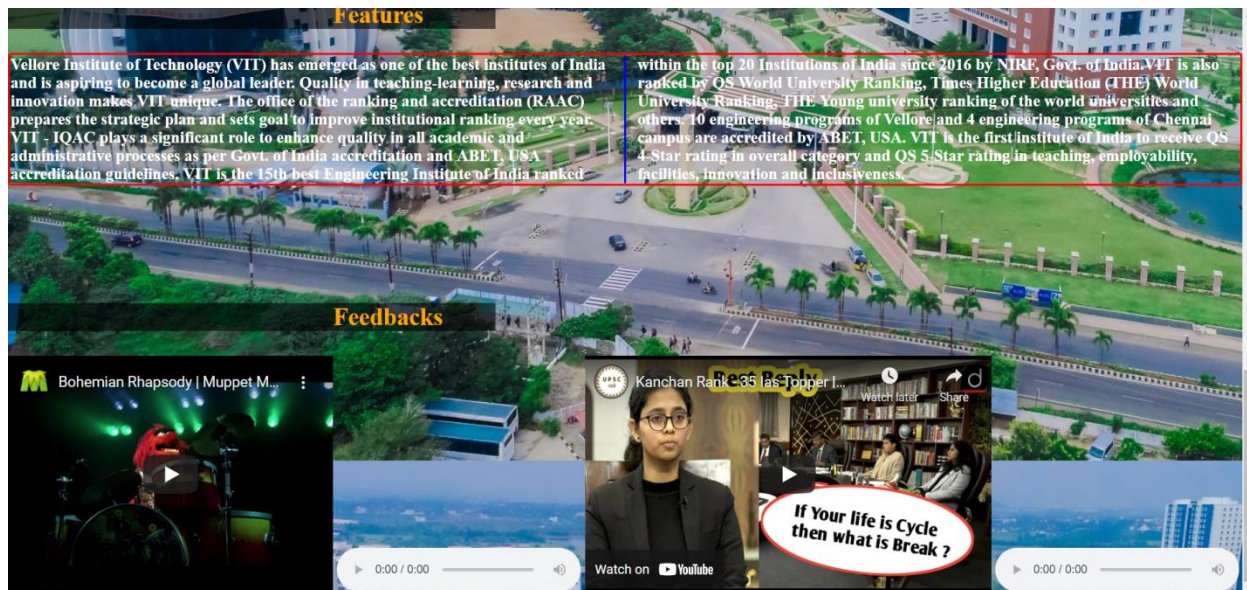 Features
Vellore Institute of Technology (VIT) has emerged as one of the best institutes of India
and is aspiring to become a global leader. Quality in teaching-learning, research and
innovation makes VIT unique. The office of the ranking and accreditation (RAAC)
prepares the strategic plan and sets goal to improve institutional ranking every year.
VIT - IQAC plays a significant role to enhance quality in all academic and
administrative processes as per Govt. of India accreditation and ABET, USA
accreditation guidelines. VIT is the 15th best Engineering Institute of India ranked
within the top 20 Institutions of India since 2016 by NIRF, Govt. of India.VIT is also
ranked by QS World University Ranking, Times Higher Education (THE) World
University Ranking, THE Young university ranking of the world universities and
others. 10 engineering programs of Vellore and 4 engineering programs of Chennai
campus are accredited by ABET, USA. VIT is the first institute of India to receive QS
4-Star rating in overall category and QS 5-Star rating in teaching, employability,
facilities, innovation and inclusiveness.
Feedbacks
Bohemian Rhapsody | Muppet M...
0:00 / 0:00
UPSC
Kanchan Rank - 35 Ias Topper |...
Best Reply
Watch later
Share
If Your life is Cycle
then what is Break ?
Watch on YouTube
0:00 / 0:00